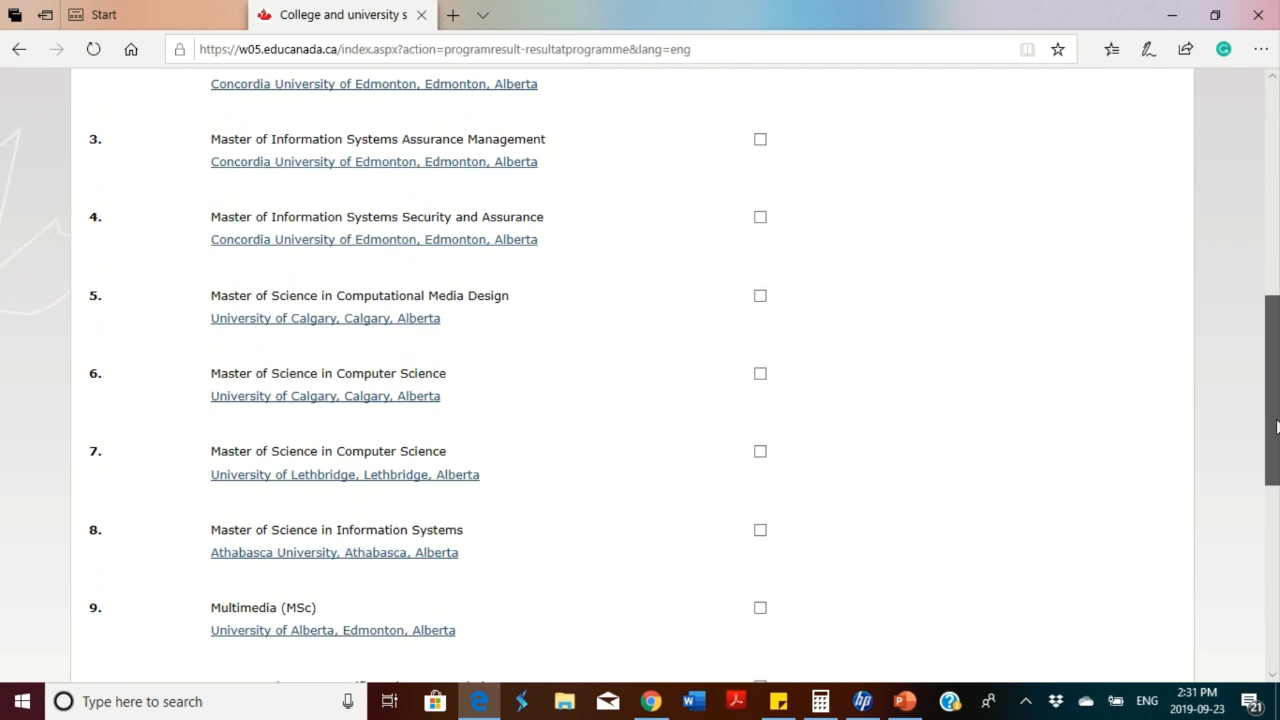 Start
College and university s
https://w05.educanada.ca/index.aspx?action=programresult-resultatprogramme&lang=eng
Concordia University of Edmonton, Edmonton, Alberta
3. Master of Information Systems Assurance Management
Concordia University of Edmonton, Edmonton, Alberta
4. Master of Information Systems Security and Assurance
Concordia University of Edmonton, Edmonton, Alberta
5. Master of Science in Computational Media Design
University of Calgary, Calgary, Alberta
6. Master of Science in Computer Science
University of Calgary, Calgary, Alberta
7. Master of Science in Computer Science
University of Lethbridge, Lethbridge, Alberta
8. Master of Science in Information Systems
Athabasca University, Athabasca, Alberta
9. Multimedia (MSc)
University of Alberta, Edmonton, Alberta
Type here to search
ENG
2:31 PM
2019-09-23
21